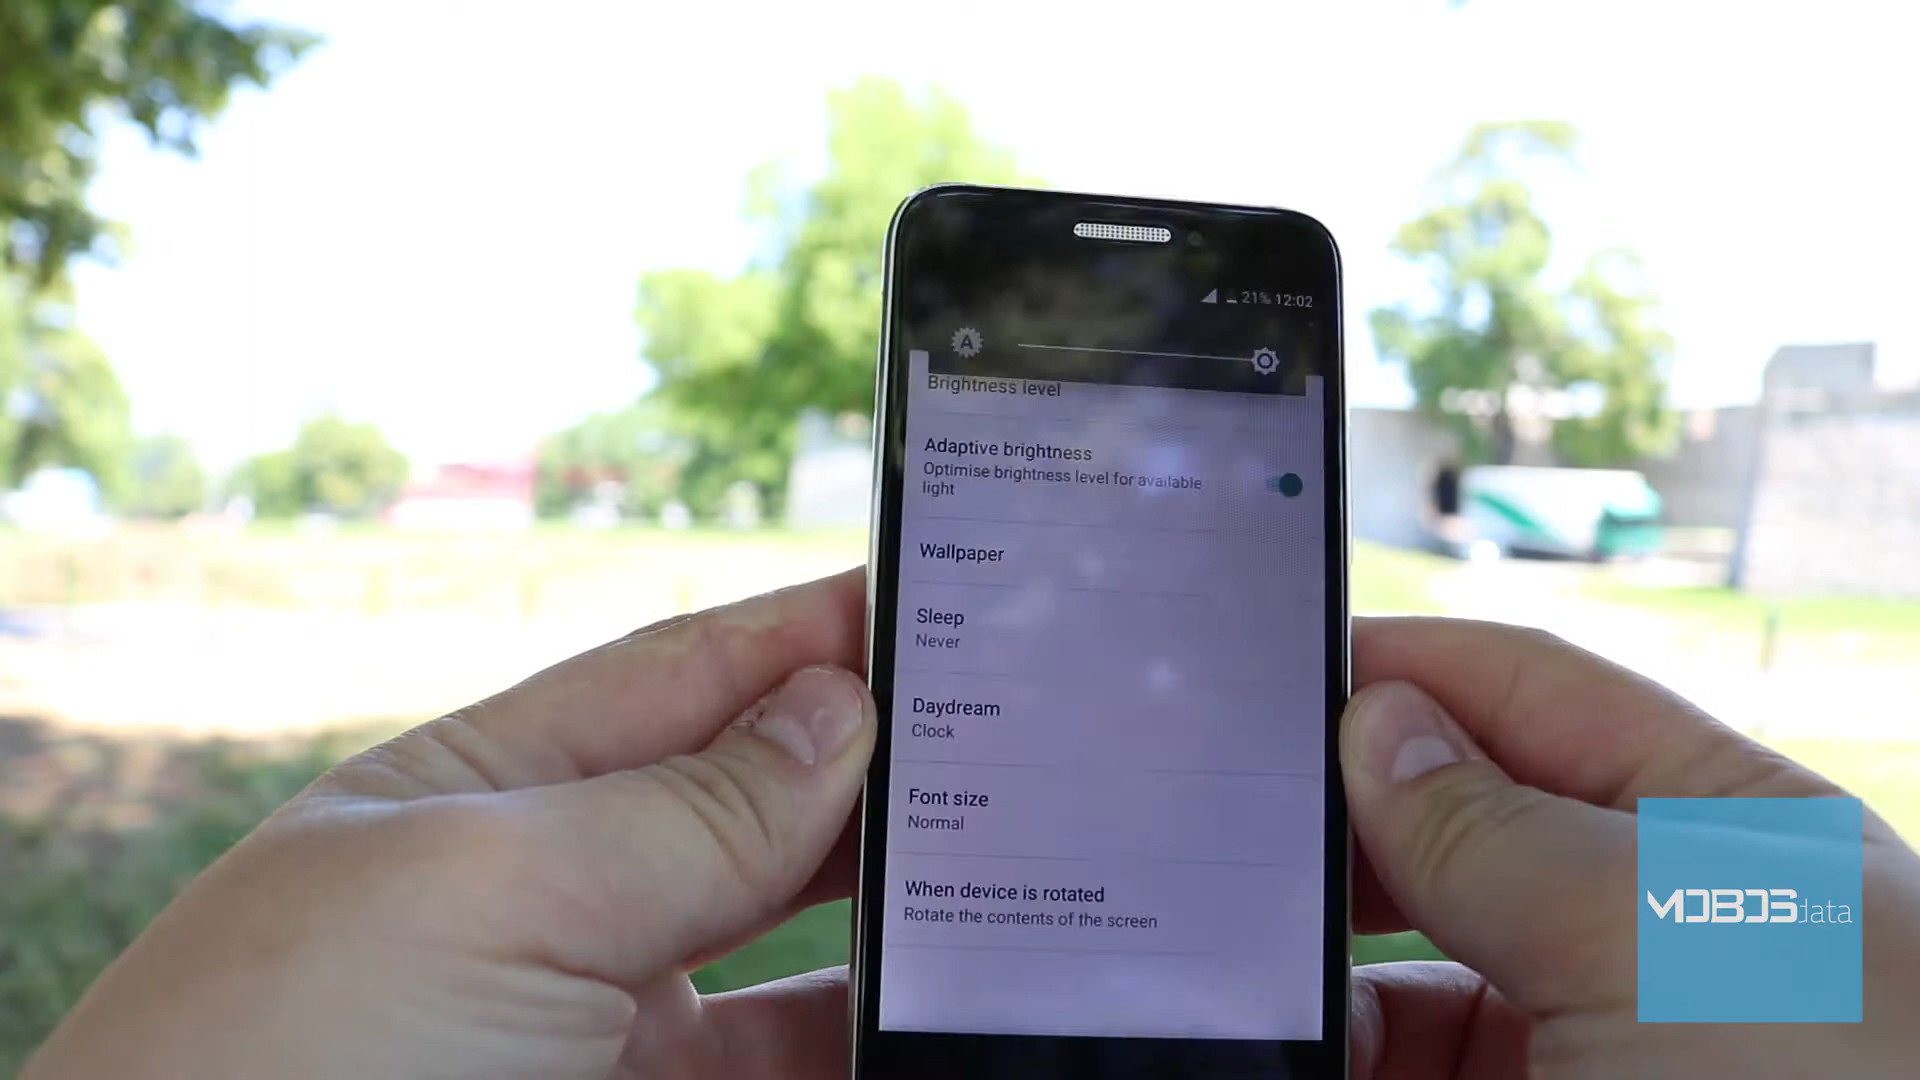 21% 12:02
A
Brightness level
Adaptive brightness
Optimise brightness level for available
light
Wallpaper
Sleep
Never
Daydream
Clock
Font size
Normal
When device is rotated
Rotate the contents of the screen
MOBOSdata